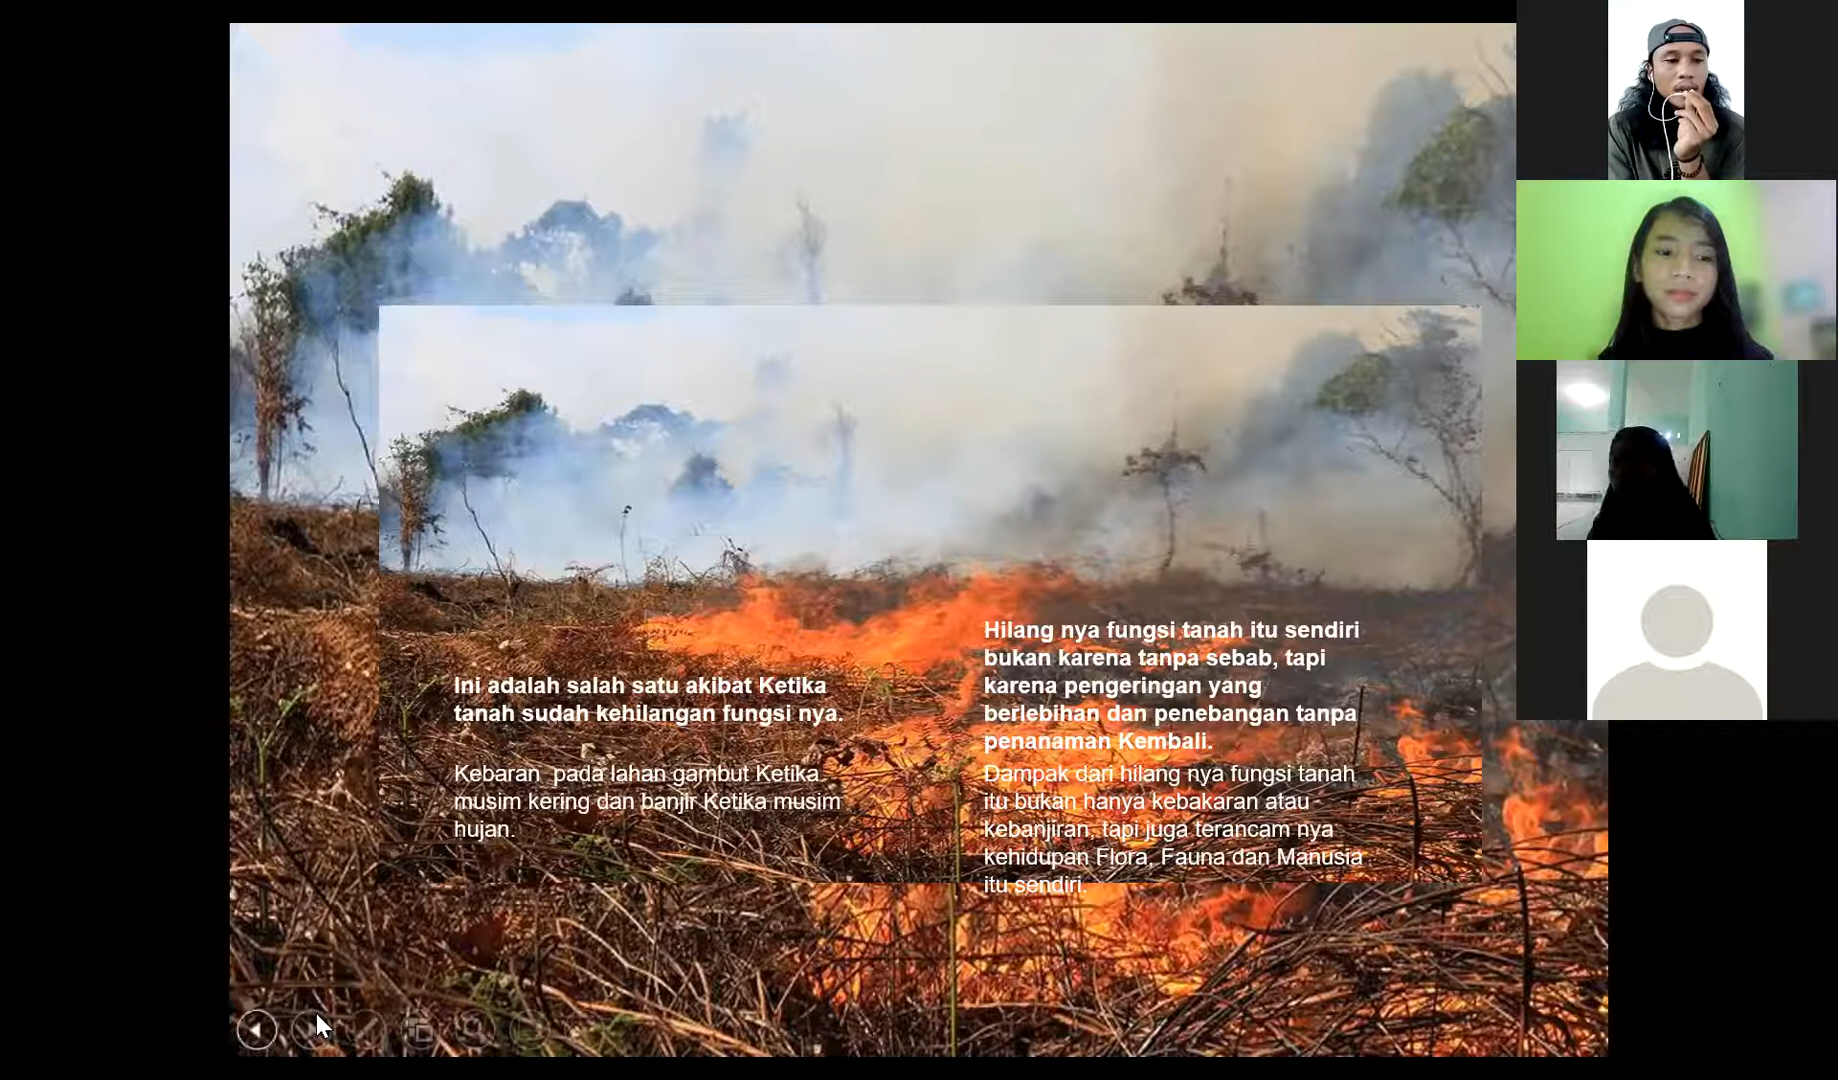 Ini adalah salah satu akibat Ketika
tanah sudah kehilangan fungsi nya.
Kebaran  pada lahan gambut Ketika
musim kering dan banjir Ketika musim
hujan.
Hilang nya fungsi tanah itu sendiri
bukan karena tanpa sebab, tapi
karena pengeringan yang
berlebihan dan penebangan tanpa
penanaman Kembali.
Dampak dari hilang nya fungsi tanah
itu bukan hanya kebakaran atau
kebanjiran, tapi juga terancam nya
kehidupan Flora, Fauna dan Manusia
itu sendiri.